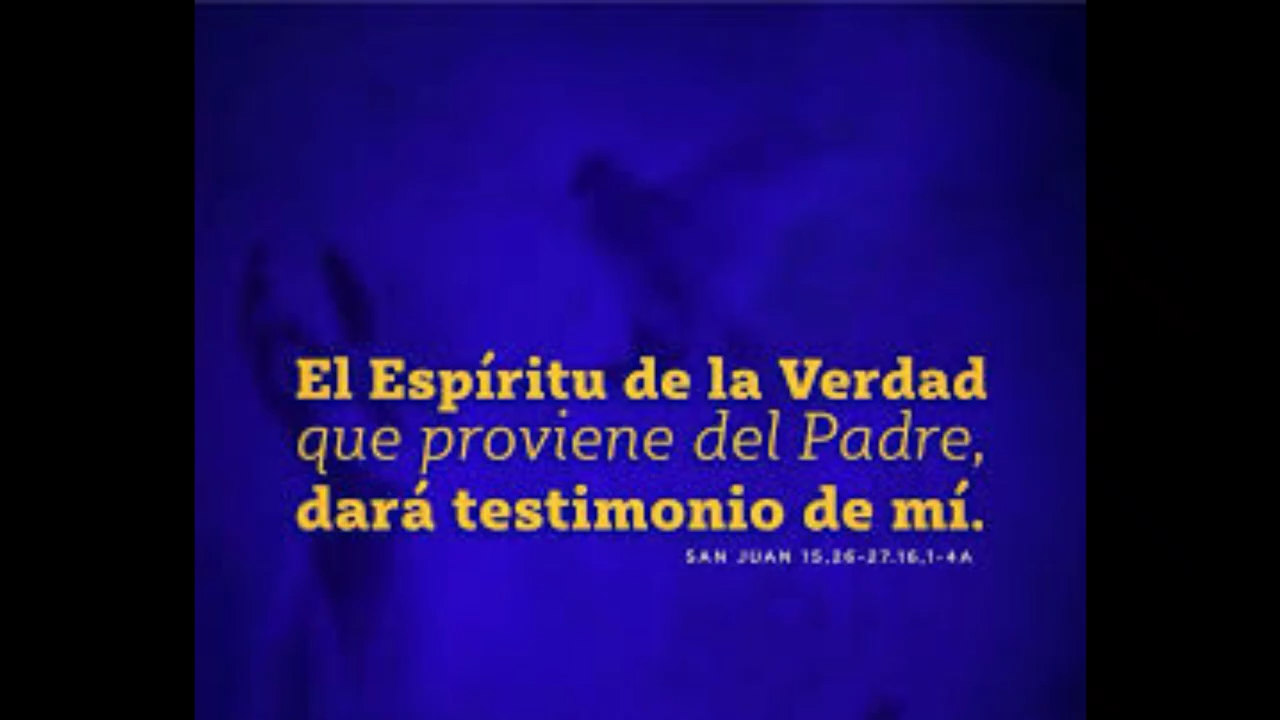 El Espíritu de la Verdad
que proviene del Padre,
dará testimonio de mí.
SAN JUAN 15,26-27.16,1-4A